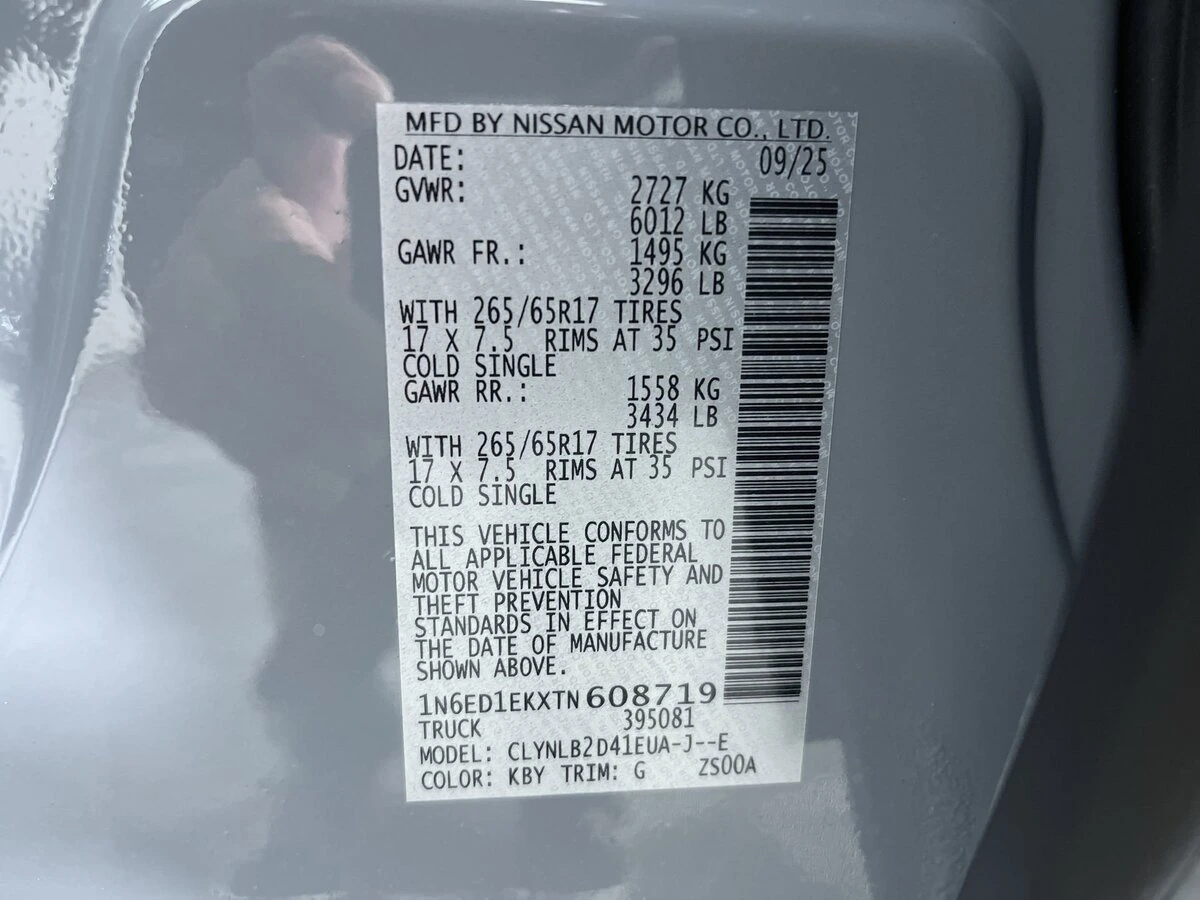 MFD BY NISSAN MOTOR CO., LTD.
DATE: 09/25
GVWR: 2727 KG
6012 LB
GAWR FR.: 1495 KG
3296 LB
WITH 265/65R17 TIRES
17 X 7.5 RIMS AT 35 PSI
COLD SINGLE
GAWR RR.: 1558 KG
3434 LB
WITH 265/65R17 TIRES
17 X 7.5 RIMS AT 35 PSI
COLD SINGLE
THIS VEHICLE CONFORMS TO
ALL APPLICABLE FEDERAL
MOTOR VEHICLE SAFETY AND
THEFT PREVENTION
STANDARDS IN EFFECT ON
THE DATE OF MANUFACTURE
SHOWN ABOVE.
1N6ED1EKXTN608719
TRUCK 395081
MODEL: CLYNLB2D41EUA-J--E
COLOR: KBY TRIM: G ZS00A